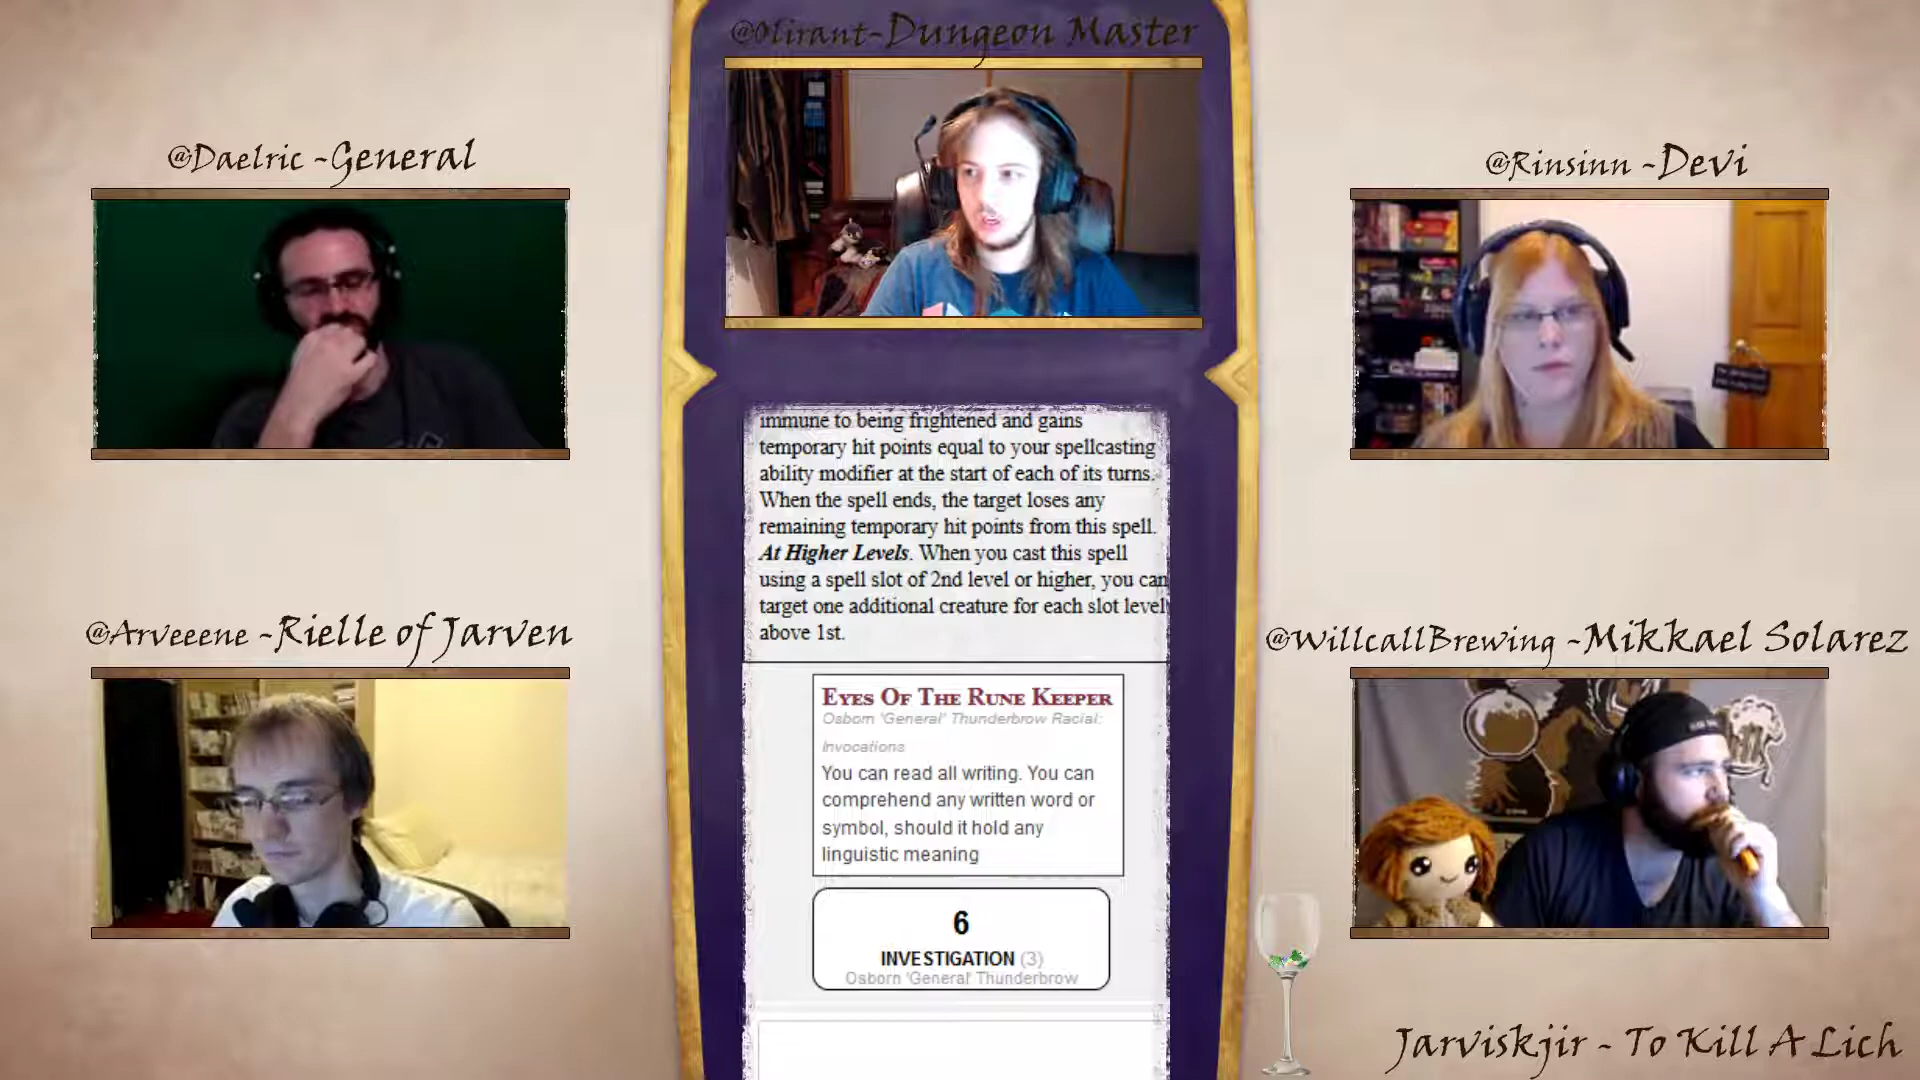 @Olirant-Dungeon Master
@Daelric -General
@Rinsinn -Devi
immune to being frightened and gains
temporary hit points equal to your spellcasting
ability modifier at the start of each of its turns.
When the spell ends, the target loses any
remaining temporary hit points from this spell.
At Higher Levels. When you cast this spell
using a spell slot of 2nd level or higher, you can
target one additional creature for each slot level
above 1st.
@Arveeene -Rielle of Jarven
@WillcallBrewing -Mikkael Solarez
Eyes Of The Rune Keeper
Osborn 'General' Thunderbrow Racial:
Invocations
You can read all writing. You can
comprehend any written word or
symbol, should it hold any
linguistic meaning
6
INVESTIGATION (3)
Osborn 'General' Thunderbrow
Jarviskjir - To Kill A Lich